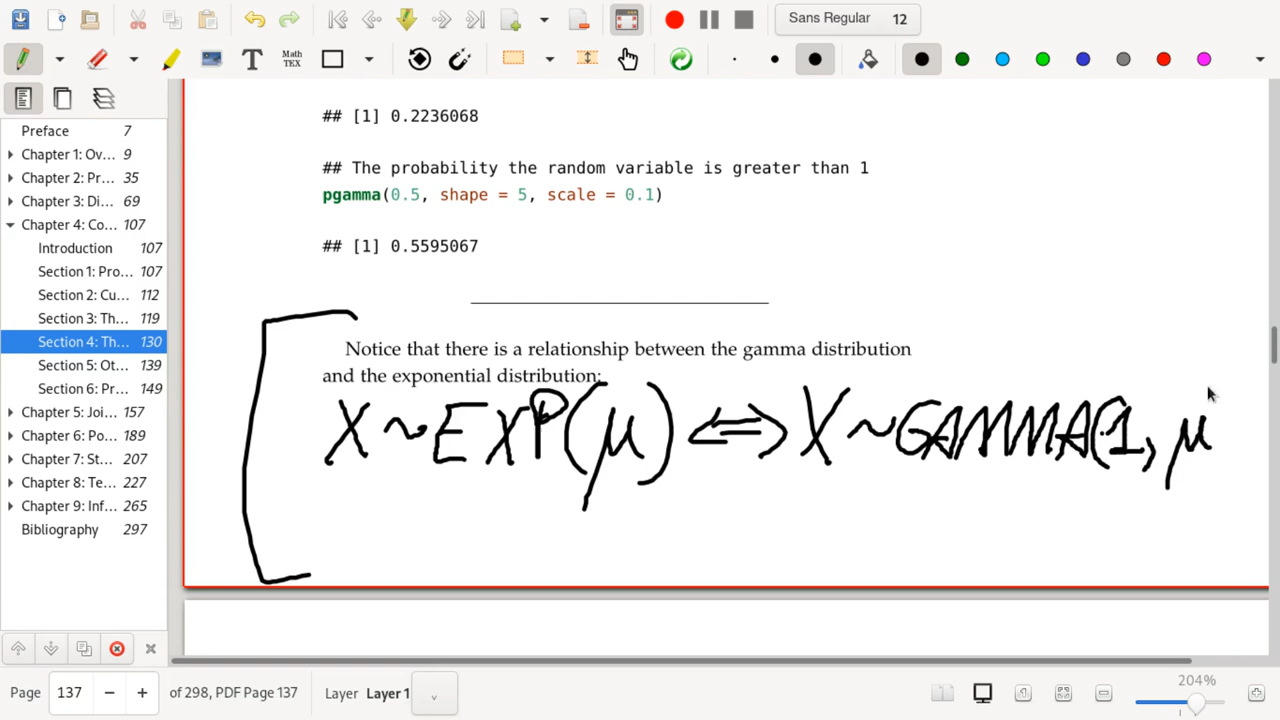 Sans Regular 12
T Math TEX
Preface 7
Chapter 1: Ov... 9
Chapter 2: Pr... 35
Chapter 3: Di... 69
Chapter 4: Co... 107
Introduction 107
Section 1: Pro... 107
Section 2: Cu... 112
Section 3: Th... 119
Section 4: Th... 130
Section 5: Ot... 139
Section 6: Pr... 149
Chapter 5: Joi... 157
Chapter 6: Po... 189
Chapter 7: St... 207
Chapter 8: Te... 227
Chapter 9: Inf... 265
Bibliography 297
## [1] 0.2236068
## The probability the random variable is greater than 1
pgamma(0.5, shape = 5, scale = 0.1)
## [1] 0.5595067
Notice that there is a relationship between the gamma distribution
and the exponential distribution:
X~EXP(μ) ⟺ X~GAMMA(1, μ
Page 137 − + of 298, PDF Page 137 Layer Layer 1 204%